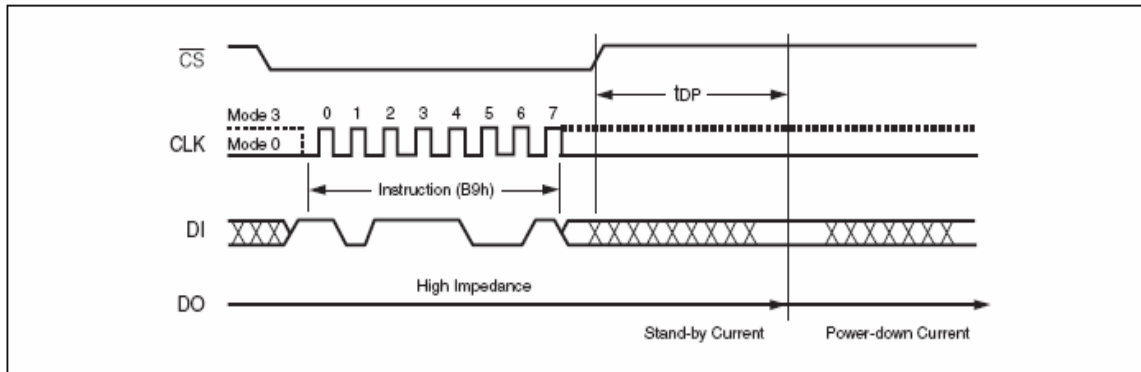 CS
tDP
Mode 3
0 1 2 3 4 5 6 7
CLK
Mode 0
Instruction (B9h)
DI
High Impedance
DO
Stand-by Current
Power-down Current